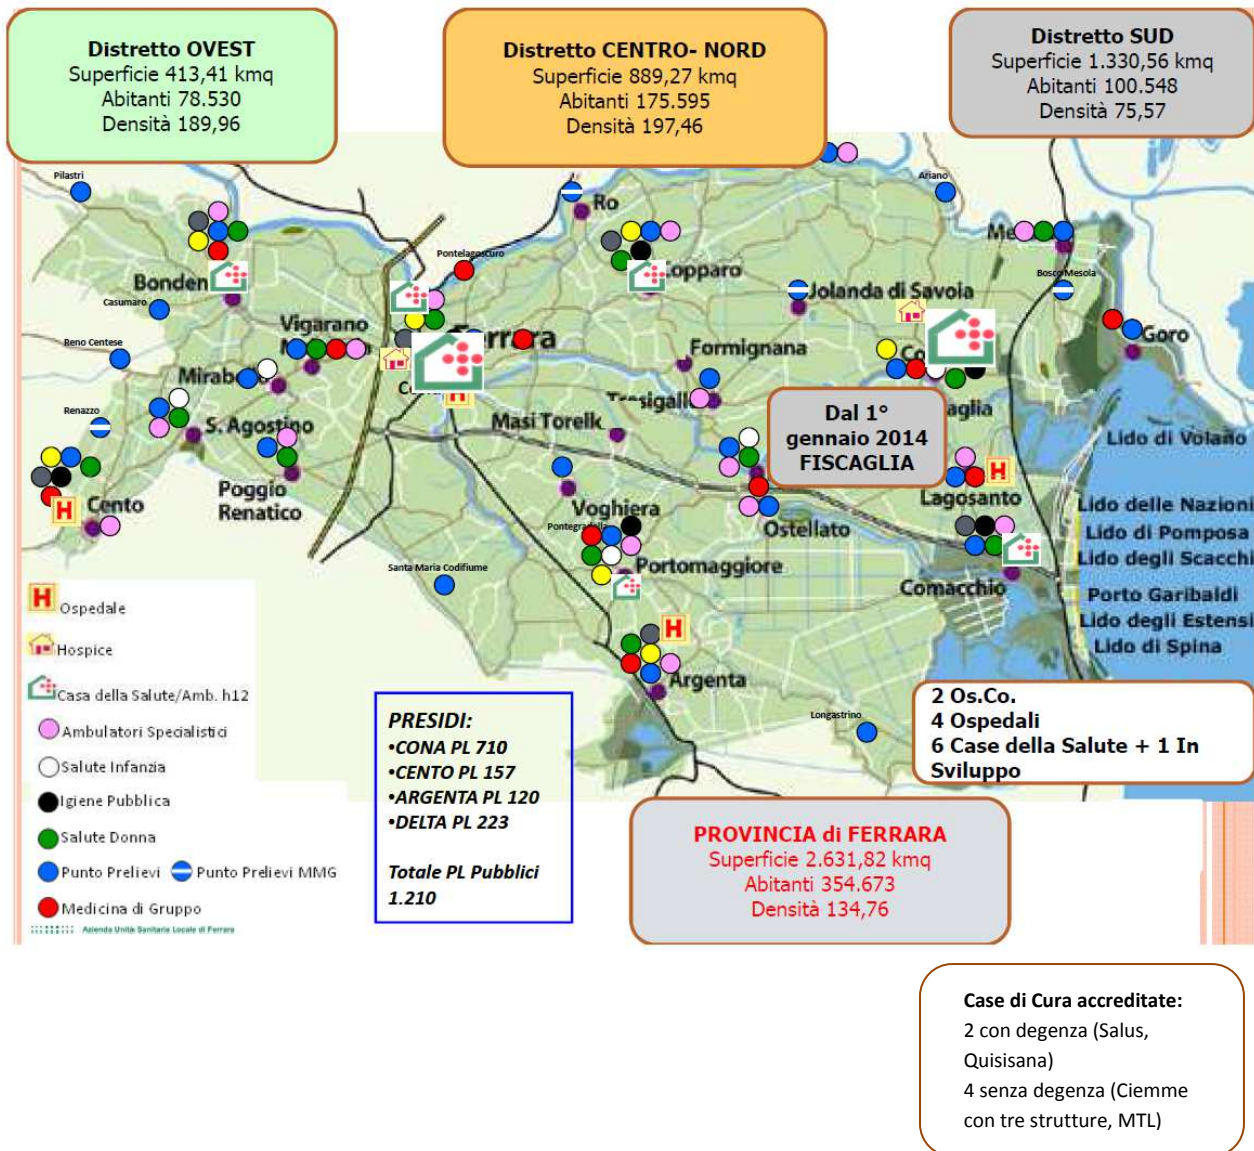 Distretto OVEST
Superficie 413,41 kmq
Abitanti 78.530
Densità 189,96
Distretto CENTRO- NORD
Superficie 889,27 kmq
Abitanti 175.595
Densità 197,46
Distretto SUD
Superficie 1.330,56 kmq
Abitanti 100.548
Densità 75,57
Pilastri
Ariano
Ro
Pontelagoscuro
Bosco Mesola
Casumaro
Jolanda di Savoia
Goro
Vigarano
Reno Centese
Formignana
Renazzo
S. Agostino
Masi Torello
Dal 1°
gennaio 2014
FISCAGLIA
Lido di Volano
Cento
Poggio
Renatico
Voghiera
Ostellato
Lagosanto
Lido delle Nazioni
Lido di Pomposa
Lido degli Scacchi
Santa Maria Codifiume
Portomaggiore
Comacchio
Porto Garibaldi
Lido degli Estensi
Lido di Spina
Argenta
Longastrino
H Ospedale
Hospice
Casa della Salute/Amb. h12
Ambulatori Specialistici
Salute Infanzia
Igiene Pubblica
Salute Donna
Punto Prelievi Punto Prelievi MMG
Medicina di Gruppo
Azienda Unità Sanitaria Locale di Ferrara
PRESIDI:
•CONA PL 710
•CENTO PL 157
•ARGENTA PL 120
•DELTA PL 223
Totale PL Pubblici
1.210
2 Os.Co.
4 Ospedali
6 Case della Salute + 1 In
Sviluppo
PROVINCIA di FERRARA
Superficie 2.631,82 kmq
Abitanti 354.673
Densità 134,76
Case di Cura accreditate:
2 con degenza (Salus,
Quisisana)
4 senza degenza (Ciemme
con tre strutture, MTL)